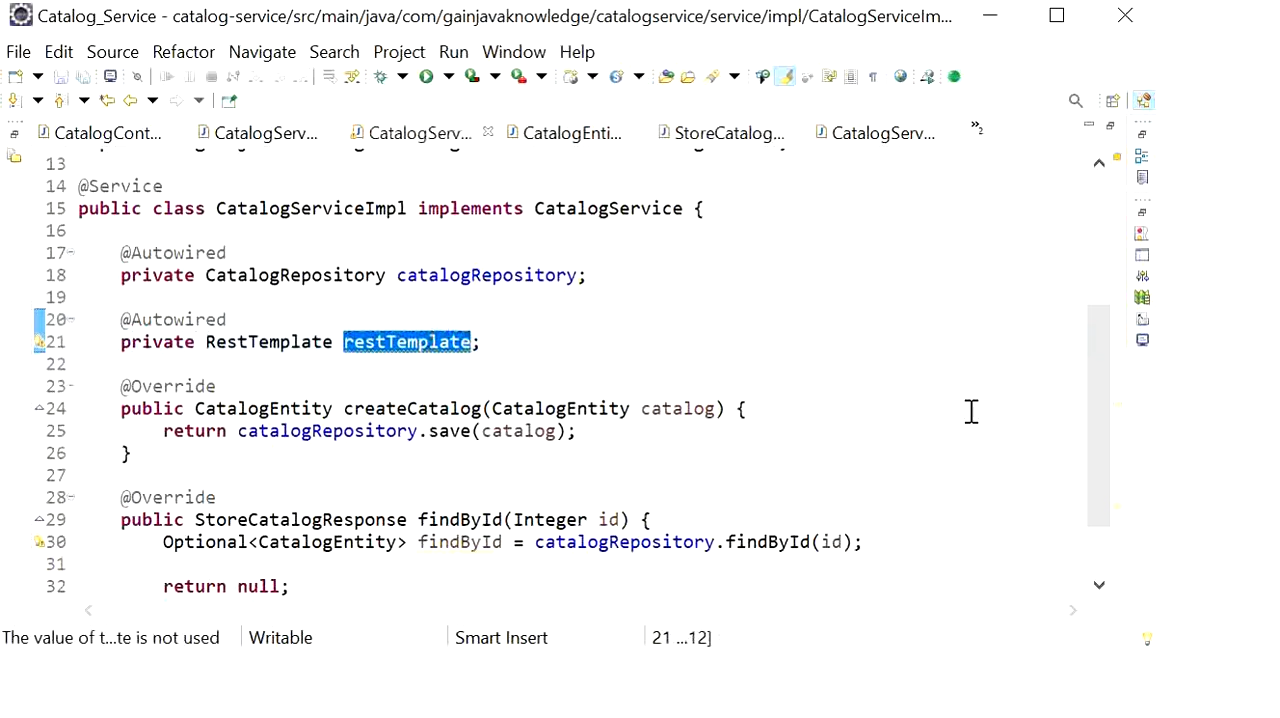 Catalog_Service - catalog-service/src/main/java/com/gainjavaknowledge/catalogservice/service/impl/CatalogServiceIm...
File Edit Source Refactor Navigate Search Project Run Window Help
CatalogCont... CatalogServ... CatalogServ... CatalogEnti... StoreCatalog... CatalogServ... »2
13
14 @Service
15 public class CatalogServiceImpl implements CatalogService {
16
17 @Autowired
18 private CatalogRepository catalogRepository;
19
20 @Autowired
21 private RestTemplate restTemplate;
22
23 @Override
24 public CatalogEntity createCatalog(CatalogEntity catalog) {
25 return catalogRepository.save(catalog);
26 }
27
28 @Override
29 public StoreCatalogResponse findById(Integer id) {
30 Optional<CatalogEntity> findById = catalogRepository.findById(id);
31
32 return null;
The value of t...te is not used Writable Smart Insert 21 ...12]